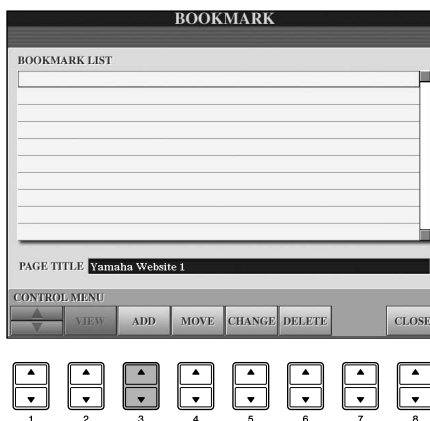 BOOKMARK
BOOKMARK LIST
PAGE TITLE Yamaha Website 1
CONTROL MENU
VIEW ADD MOVE CHANGE DELETE CLOSE
1 2 3 4 5 6 7 8